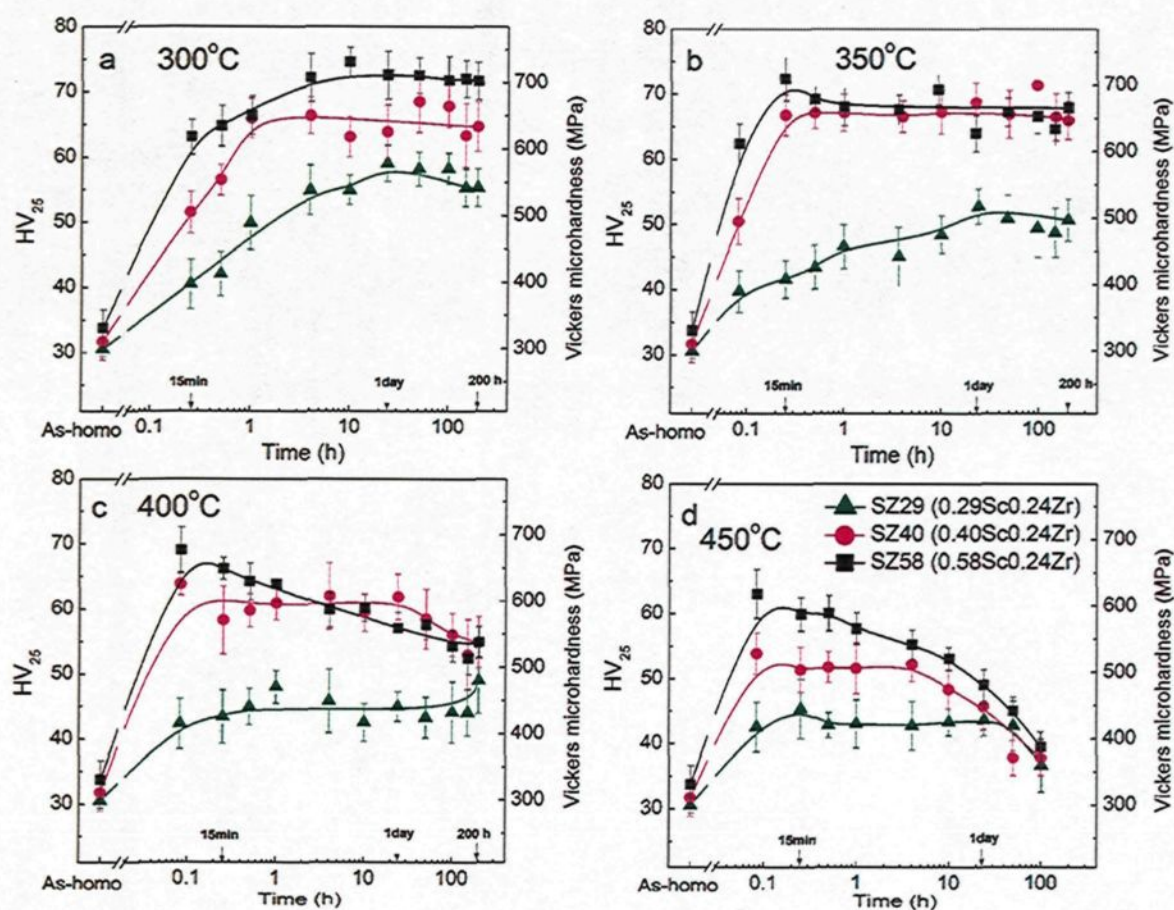 a 300°C
80
70
60
50
40
30
HV25
700
600
500
400
300
Vickers microhardness (MPa)
15min 1day 200 h
As-homo 0.1 1 10 100
Time (h)
b 350°C
80
70
60
50
40
30
HV25
700
600
500
400
300
Vickers microhardness (MPa)
15min 1day 200 h
As-homo 0.1 1 10 100
Time (h)
c 400°C
80
70
60
50
40
30
HV25
700
600
500
400
300
Vickers microhardness (MPa)
15min 1day 200 h
As-homo 0.1 1 10 100
Time (h)
d
450°C
SZ29 (0.29Sc0.24Zr)
SZ40 (0.40Sc0.24Zr)
SZ58 (0.58Sc0.24Zr)
80
70
60
50
40
30
HV25
700
600
500
400
300
Vickers microhardness (MPa)
15min 1day
As-homo 0.1 1 10 100
Time (h)